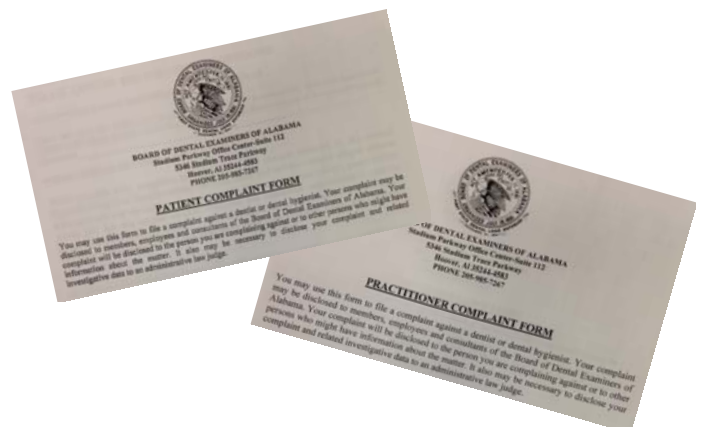 BOARD OF DENTAL EXAMINERS OF ALABAMA
Stadium Parkway Office Center-Suite 112
5346 Stadium Trace Parkway
Hoover, Al 35244-4583
PHONE 205-985-7267
PATIENT COMPLAINT FORM
You may use this form to file a complaint against a dentist or dental hygienist. Your complaint may be
disclosed to members, employees and consultants of the Board of Dental Examiners of Alabama. Your
complaint will be disclosed to the person you are complaining against or to other persons who might have
information about the matter. It also may be necessary to disclose your complaint and related
investigative data to an administrative law judge.
OF DENTAL EXAMINERS OF ALABAMA
Stadium Parkway Office Center-Suite 112
5346 Stadium Trace Parkway
Hoover, Al 35244-4583
PHONE 205-985-7267
PRACTITIONER COMPLAINT FORM
You may use this form to file a complaint against a dentist or dental hygienist. Your complaint
may be disclosed to members, employees and consultants of the Board of Dental Examiners of
Alabama. Your complaint will be disclosed to the person you are complaining against or to other
persons who might have information about the matter. It also may be necessary to disclose your
complaint and related investigative data to an administrative law judge.